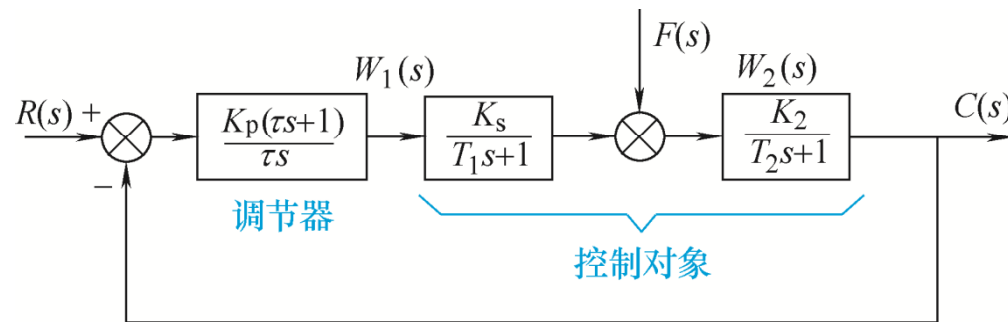 F(s)
W₁(s)
W₂(s)
R(s) +
Kₚ(τs+1)
τs
Kₛ
T₁s+1
K₂
T₂s+1
C(s)
−
调节器
控制对象